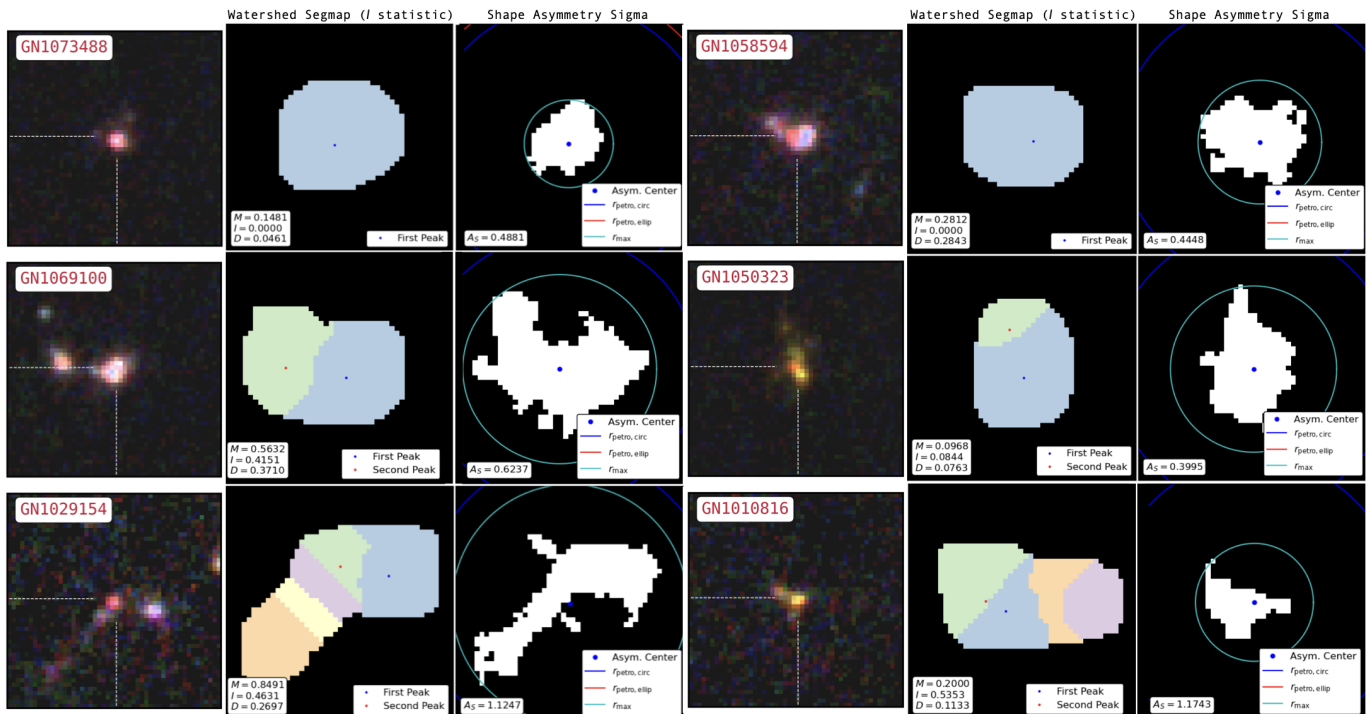 Watershed Segmap (I statistic) Shape Asymmetry Sigma Watershed Segmap (I statistic) Shape Asymmetry Sigma
GN1073488
M = 0.1481
I = 0.0000
D = 0.0461
First Peak
A_S = 0.4881
Asym. Center
r_petro, circ
r_petro, ellip
r_max
GN1058594
M = 0.2812
I = 0.0000
D = 0.2843
First Peak
A_S = 0.4448
Asym. Center
r_petro, circ
r_petro, ellip
r_max
GN1069100
M = 0.5632
I = 0.4151
D = 0.3710
First Peak
Second Peak
A_S = 0.6237
Asym. Center
r_petro, circ
r_petro, ellip
r_max
GN1050323
M = 0.0968
I = 0.0844
D = 0.0763
First Peak
Second Peak
A_S = 0.3995
Asym. Center
r_petro, circ
r_petro, ellip
r_max
GN1029154
M = 0.8491
I = 0.4631
D = 0.2697
First Peak
Second Peak
A_S = 1.1247
Asym. Center
r_petro, circ
r_petro, ellip
r_max
GN1010816
M = 0.2000
I = 0.5353
D = 0.1133
First Peak
Second Peak
A_S = 1.1743
Asym. Center
r_petro, circ
r_petro, ellip
r_max